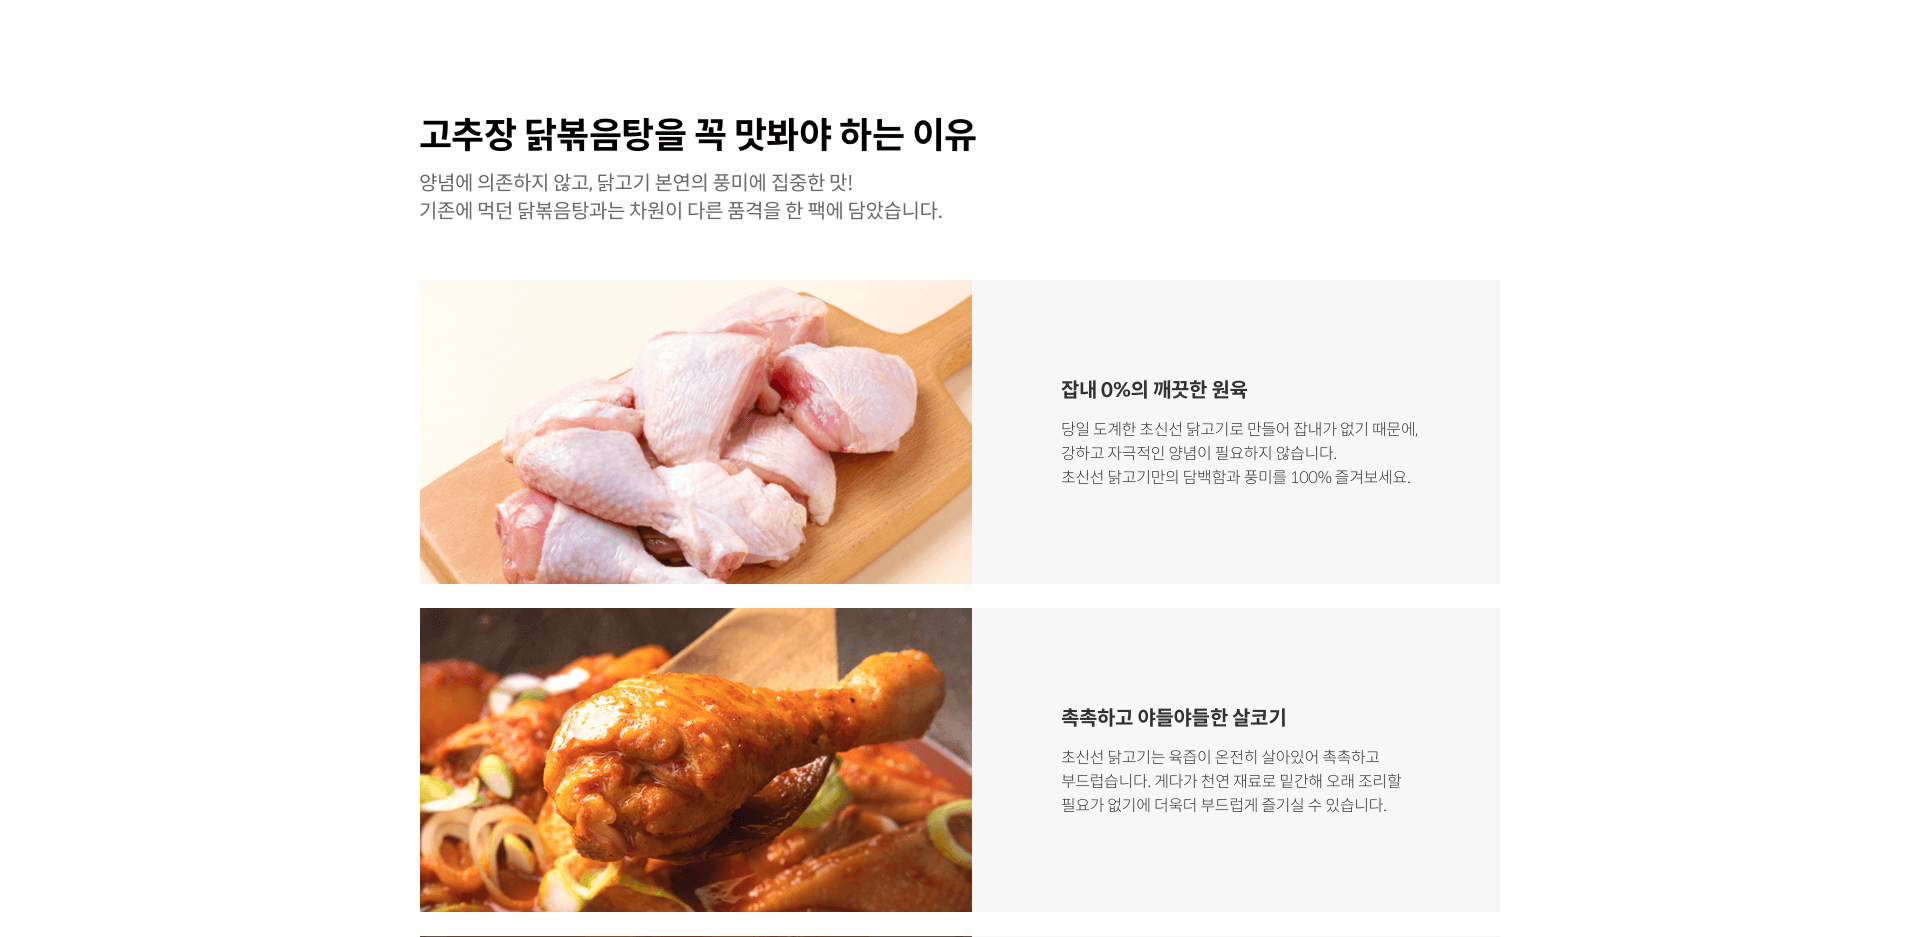 고추장 닭볶음탕을 꼭 맛봐야 하는 이유
양념에 의존하지 않고, 닭고기 본연의 풍미에 집중한 맛!
기존에 먹던 닭볶음탕과는 차원이 다른 품격을 한 팩에 담았습니다.
잡내 0%의 깨끗한 원육
당일 도계한 초신선 닭고기로 만들어 잡내가 없기 때문에,
강하고 자극적인 양념이 필요하지 않습니다.
초신선 닭고기만의 담백함과 풍미를 100% 즐겨보세요.
촉촉하고 야들야들한 살코기
초신선 닭고기는 육즙이 온전히 살아있어 촉촉하고
부드럽습니다. 게다가 천연 재료로 밑간해 오래 조리할
필요가 없기에 더욱더 부드럽게 즐기실 수 있습니다.